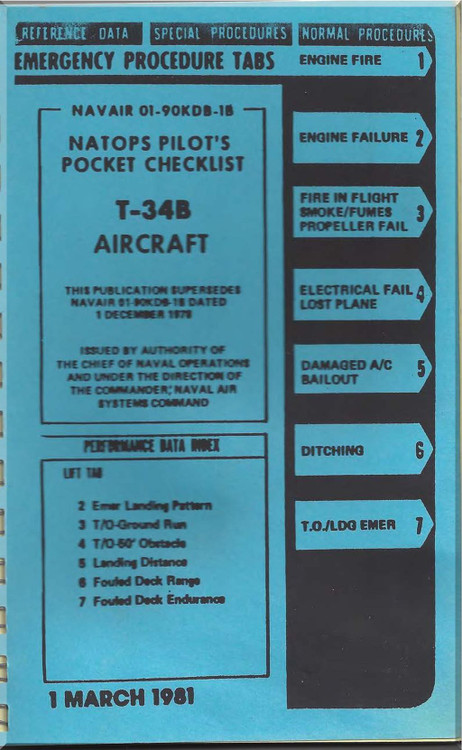 REFERENCE DATA SPECIAL PROCEDURES NORMAL PROCEDURES
EMERGENCY PROCEDURE TABS
ENGINE FIRE 1
NAVAIR 01-90KDB-1B
NATOPS PILOT'S
POCKET CHECKLIST
T-34B
AIRCRAFT
THIS PUBLICATION SUPERSEDES
NAVAIR 01-90KDB-1B DATED
1 DECEMBER
ISSUED BY AUTHORITY OF
THE CHIEF OF NAVAL OPERATIONS
AND UNDER THE DIRECTION OF
THE COMMANDER, NAVAL AIR
SYSTEMS COMMAND
PERFORMANCE DATA INDEX
LIFT TAB
2 Emer Landing Pattern
3 T/O-Ground Run
4 T/O-50' Obstacle
5 Landing Distance
6 Fouled Deck Range
7 Fouled Deck Endurance
1 MARCH 1981
ENGINE FAILURE 2
FIRE IN FLIGHT
SMOKE/FUMES 3
PROPELLER FAIL
ELECTRICAL FAIL 4
LOST PLANE
DAMAGED A/C 5
BAILOUT
DITCHING 6
T.O./LDG EMER 7